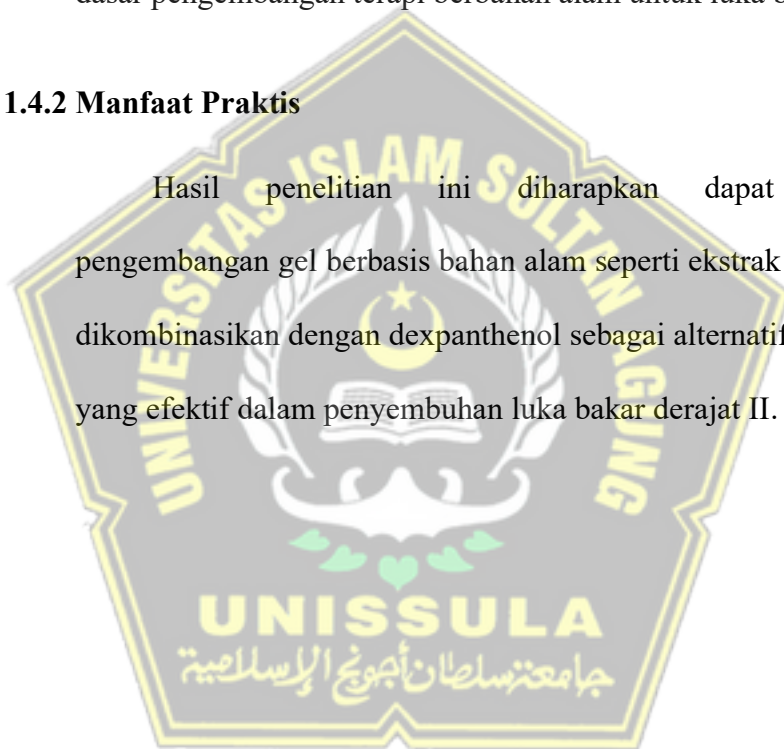 dasar pengembangan terapi berbahan alam untuk luka b
1.4.2 Manfaat Praktis
Hasil penelitian ini diharapkan dapat
pengembangan gel berbasis bahan alam seperti ekstrak
dikombinasikan dengan dexpanthenol sebagai alternatif
yang efektif dalam penyembuhan luka bakar derajat II.
UNIVERSITAS ISLAM SULTAN AGUNG
UNISSULA
جامعتسلطان أجونج الإسلامية